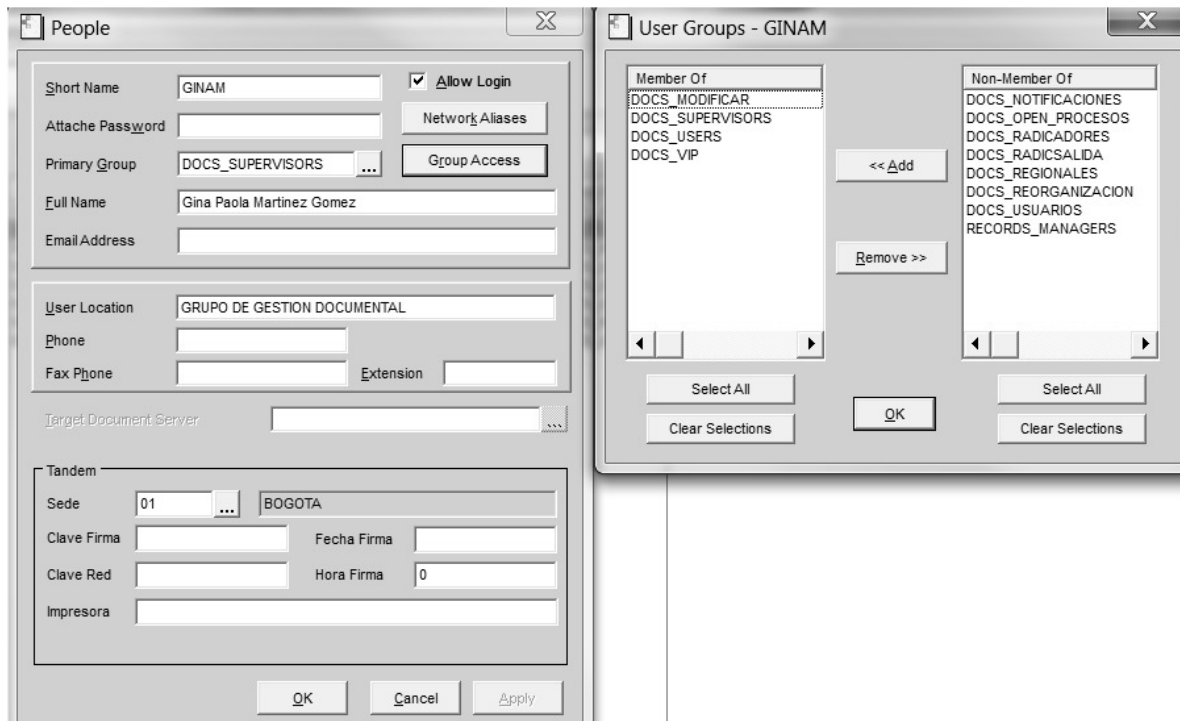 People
Short Name GINAM Allow Login
Attache Password Network Aliases
Primary Group DOCS_SUPERVISORS ... Group Access
Full Name Gina Paola Martinez Gomez
Email Address
User Location GRUPO DE GESTION DOCUMENTAL
Phone
Fax Phone Extension
Target Document Server ...
Tandem
Sede 01 ... BOGOTA
Clave Firma Fecha Firma
Clave Red Hora Firma 0
Impresora
OK Cancel Apply
User Groups - GINAM
Member Of
DOCS_MODIFICAR
DOCS_SUPERVISORS
DOCS_USERS
DOCS_VIP
<< Add
Remove >>
Non-Member Of
DOCS_NOTIFICACIONES
DOCS_OPEN_PROCESOS
DOCS_RADICADORES
DOCS_RADICSALIDA
DOCS_REGIONALES
DOCS_REORGANIZACION
DOCS_USUARIOS
RECORDS_MANAGERS
Select All Select All
OK
Clear Selections Clear Selections